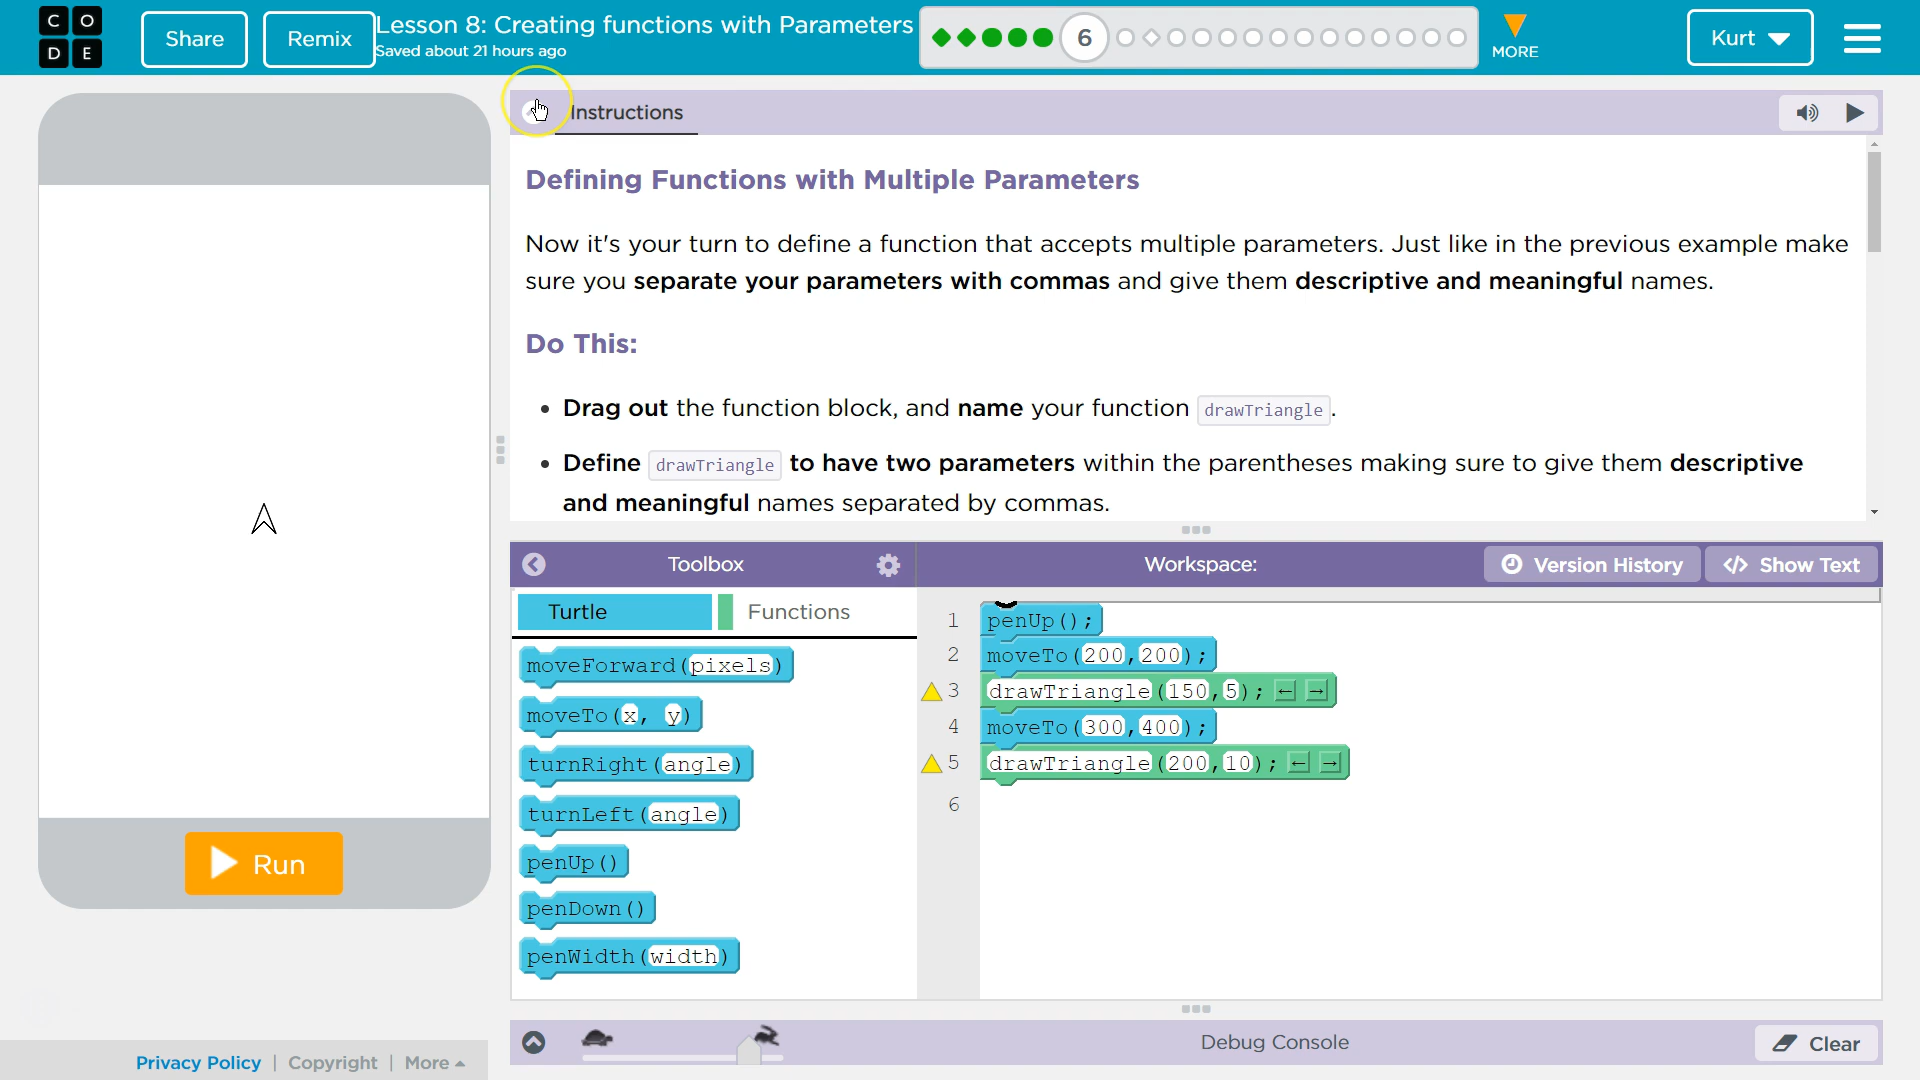 CODE
Share
Remix
Lesson 8: Creating functions with Parameters
Saved about 21 hours ago
6
MORE
Kurt
Instructions
Defining Functions with Multiple Parameters
Now it's your turn to define a function that accepts multiple parameters. Just like in the previous example make
sure you separate your parameters with commas and give them descriptive and meaningful names.
Do This:
• Drag out the function block, and name your function drawTriangle.
• Define drawTriangle to have two parameters within the parentheses making sure to give them descriptive
and meaningful names separated by commas.
Toolbox
Workspace:
Version History
</> Show Text
Turtle
Functions
moveForward(pixels)
moveTo(x, y)
turnRight(angle)
turnLeft(angle)
penUp()
penDown()
penWidth(width)
1 penUp();
2 moveTo(200,200);
3 drawTriangle(150,5); ← →
4 moveTo(300,400);
5 drawTriangle(200,10); ← →
6
Run
Debug Console
Clear
Privacy Policy | Copyright | More